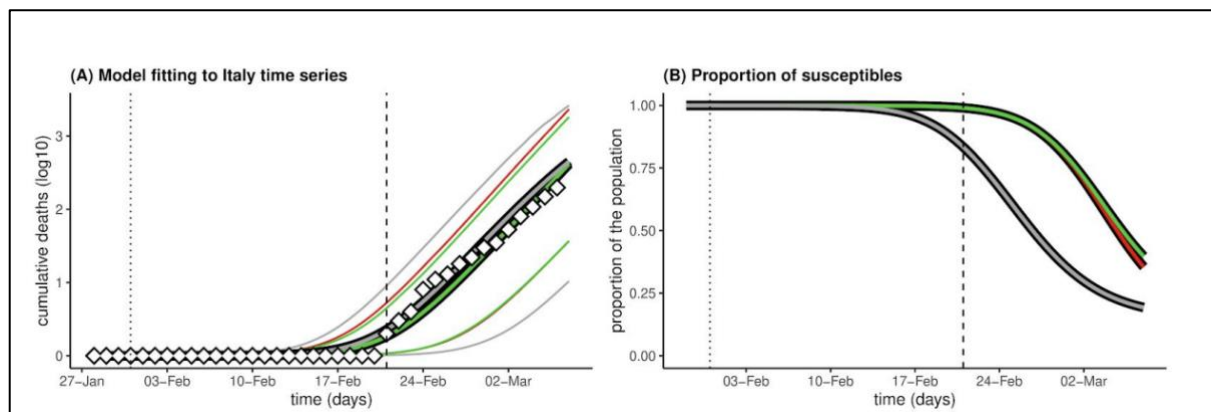 (A) Model fitting to Italy time series
cumulative deaths (log10)
3
2
1
0
27−Jan 03−Feb 10−Feb 17−Feb 24−Feb 02−Mar
time (days)
(B) Proportion of susceptibles
proportion of the population
1.00
0.75
0.50
0.25
0.00
03−Feb 10−Feb 17−Feb 24−Feb 02−Mar
time (days)